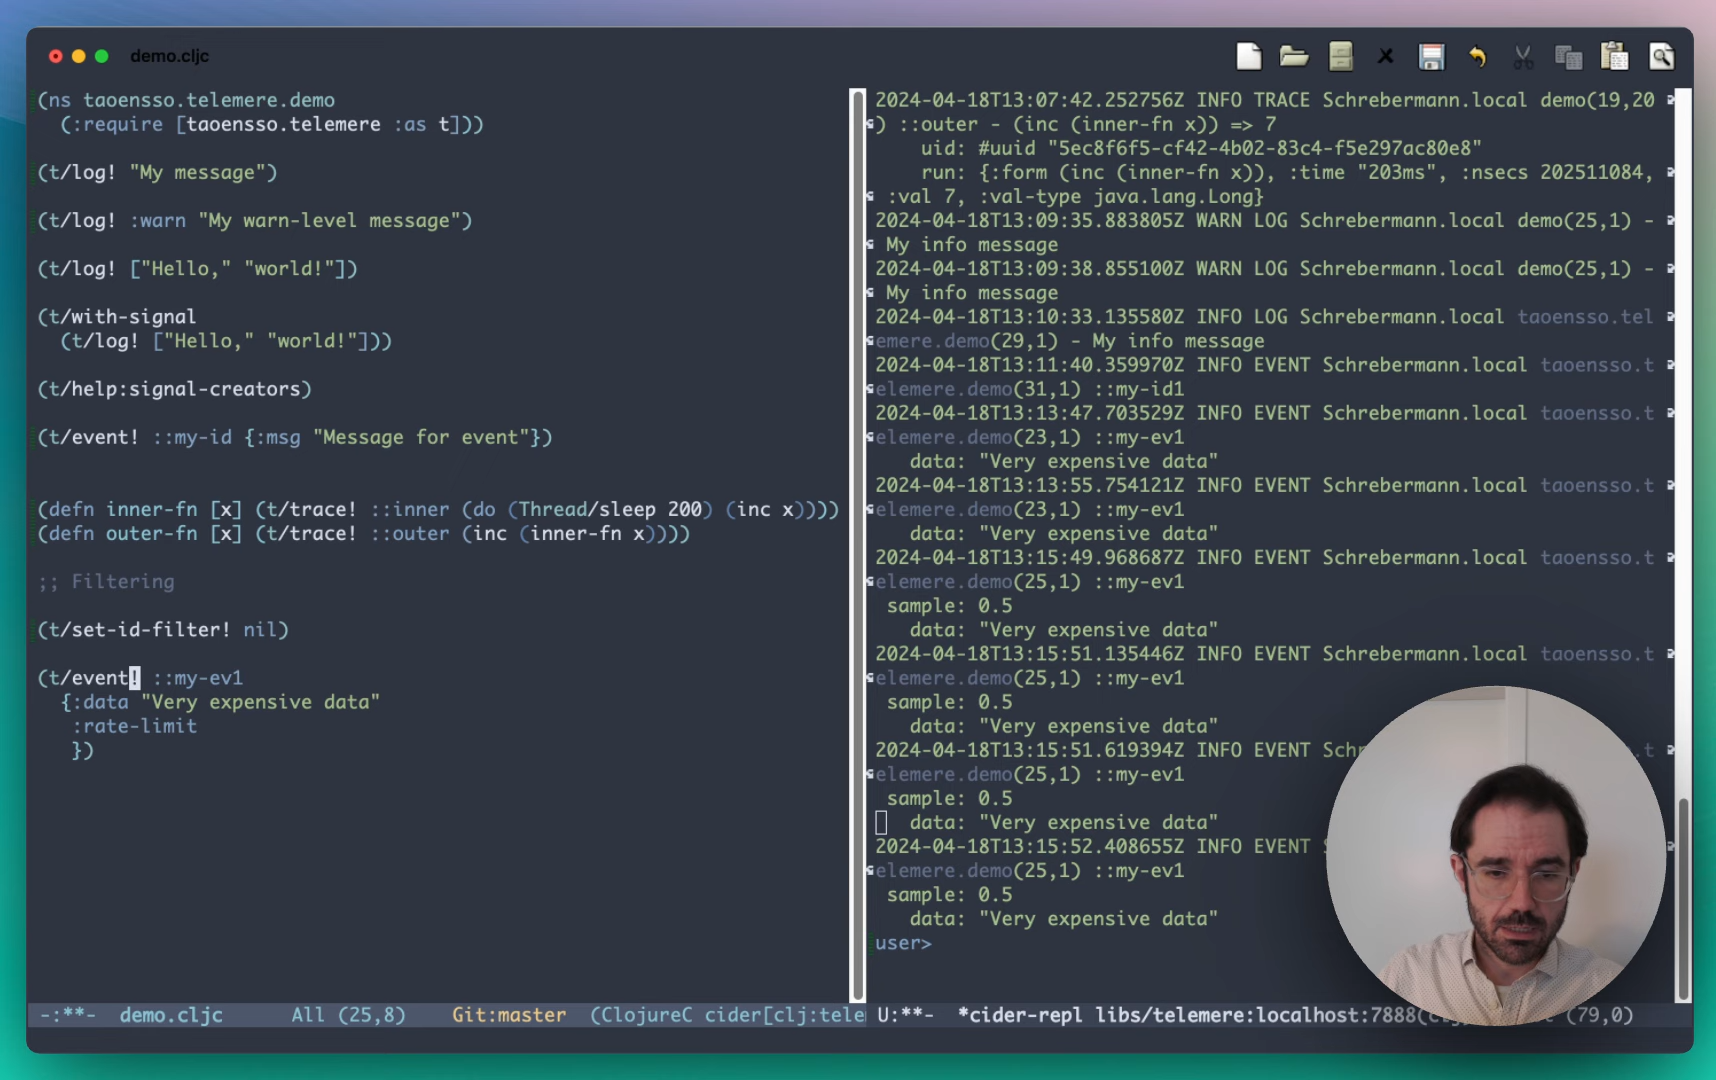 demo.cljc
(ns taoensso.telemere.demo
  (:require [taoensso.telemere :as t]))
(t/log! "My message")
(t/log! :warn "My warn-level message")
(t/log! ["Hello," "world!"])
(t/with-signal
  (t/log! ["Hello," "world!"]))
(t/help:signal-creators)
(t/event! ::my-id {:msg "Message for event"})
(defn inner-fn [x] (t/trace! ::inner (do (Thread/sleep 200) (inc x))))
(defn outer-fn [x] (t/trace! ::outer (inc (inner-fn x))))
;; Filtering
(t/set-id-filter! nil)
(t/event! ::my-ev1
  {:data "Very expensive data"
   :rate-limit
   })
-:**-  demo.cljc      All (25,8)    Git:master  (ClojureC cider[clj:tele
2024-04-18T13:07:42.252756Z INFO TRACE Schrebermann.local demo(19,20
) ::outer - (inc (inner-fn x)) => 7
    uid: #uuid "5ec8f6f5-cf42-4b02-83c4-f5e297ac80e8"
    run: {:form (inc (inner-fn x)), :time "203ms", :nsecs 202511084,
 :val 7, :val-type java.lang.Long}
2024-04-18T13:09:35.883805Z WARN LOG Schrebermann.local demo(25,1) -
 My info message
2024-04-18T13:09:38.855100Z WARN LOG Schrebermann.local demo(25,1) -
 My info message
2024-04-18T13:10:33.135580Z INFO LOG Schrebermann.local taoensso.tel
emere.demo(29,1) - My info message
2024-04-18T13:11:40.359970Z INFO EVENT Schrebermann.local taoensso.t
elemere.demo(31,1) ::my-id1
2024-04-18T13:13:47.703529Z INFO EVENT Schrebermann.local taoensso.t
elemere.demo(23,1) ::my-ev1
   data: "Very expensive data"
2024-04-18T13:13:55.754121Z INFO EVENT Schrebermann.local taoensso.t
elemere.demo(23,1) ::my-ev1
   data: "Very expensive data"
2024-04-18T13:15:49.968687Z INFO EVENT Schrebermann.local taoensso.t
elemere.demo(25,1) ::my-ev1
 sample: 0.5
   data: "Very expensive data"
2024-04-18T13:15:51.135446Z INFO EVENT Schrebermann.local taoensso.t
elemere.demo(25,1) ::my-ev1
 sample: 0.5
   data: "Very expensive data"
2024-04-18T13:15:51.619394Z INFO EVENT Schr .t
elemere.demo(25,1) ::my-ev1
 sample: 0.5
   data: "Very expensive data"
2024-04-18T13:15:52.408655Z INFO EVENT
elemere.demo(25,1) ::my-ev1
 sample: 0.5
   data: "Very expensive data"
user>
U:**-  *cider-repl libs/telemere:localhost:7888( (79,0)